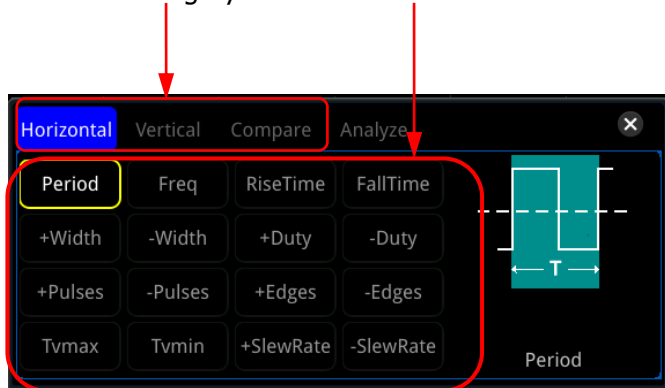 Horizontal Vertical Compare Analyze
Period Freq RiseTime FallTime
+Width -Width +Duty -Duty
T
+Pulses -Pulses +Edges -Edges
Tvmax Tvmin +SlewRate -SlewRate
Period